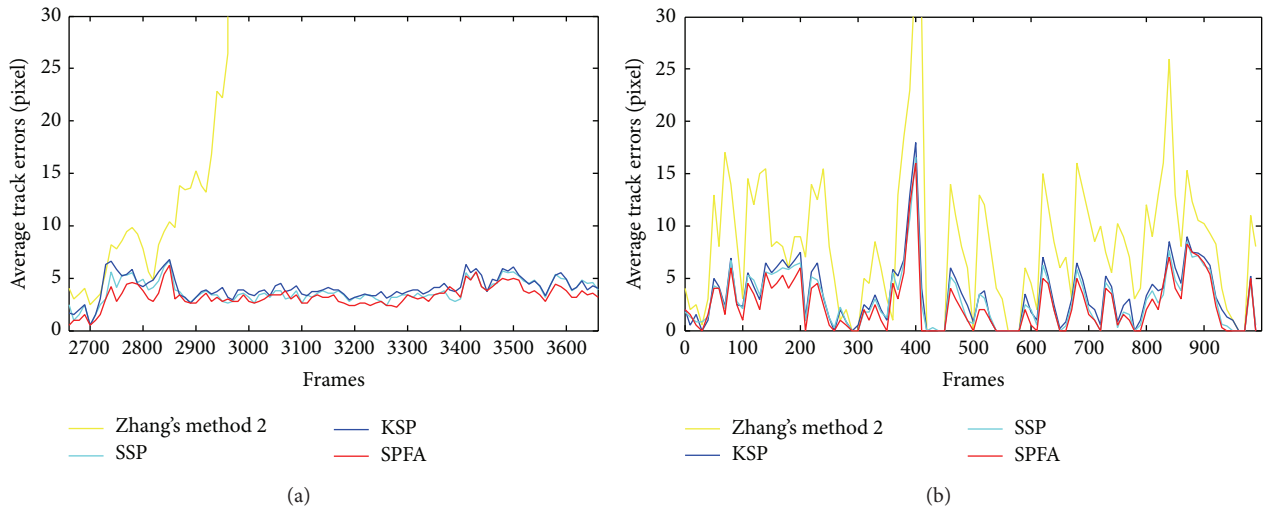 30
25
20
15
10
5
0
Average track errors (pixel)
2700 2800 2900 3000 3100 3200 3300 3400 3500 3600
Frames
Zhang’s method 2
SSP
KSP
SPFA
(a)
30
25
20
15
10
5
0
Average track errors (pixel)
0 100 200 300 400 500 600 700 800 900
Frames
Zhang’s method 2
KSP
SSP
SPFA
(b)